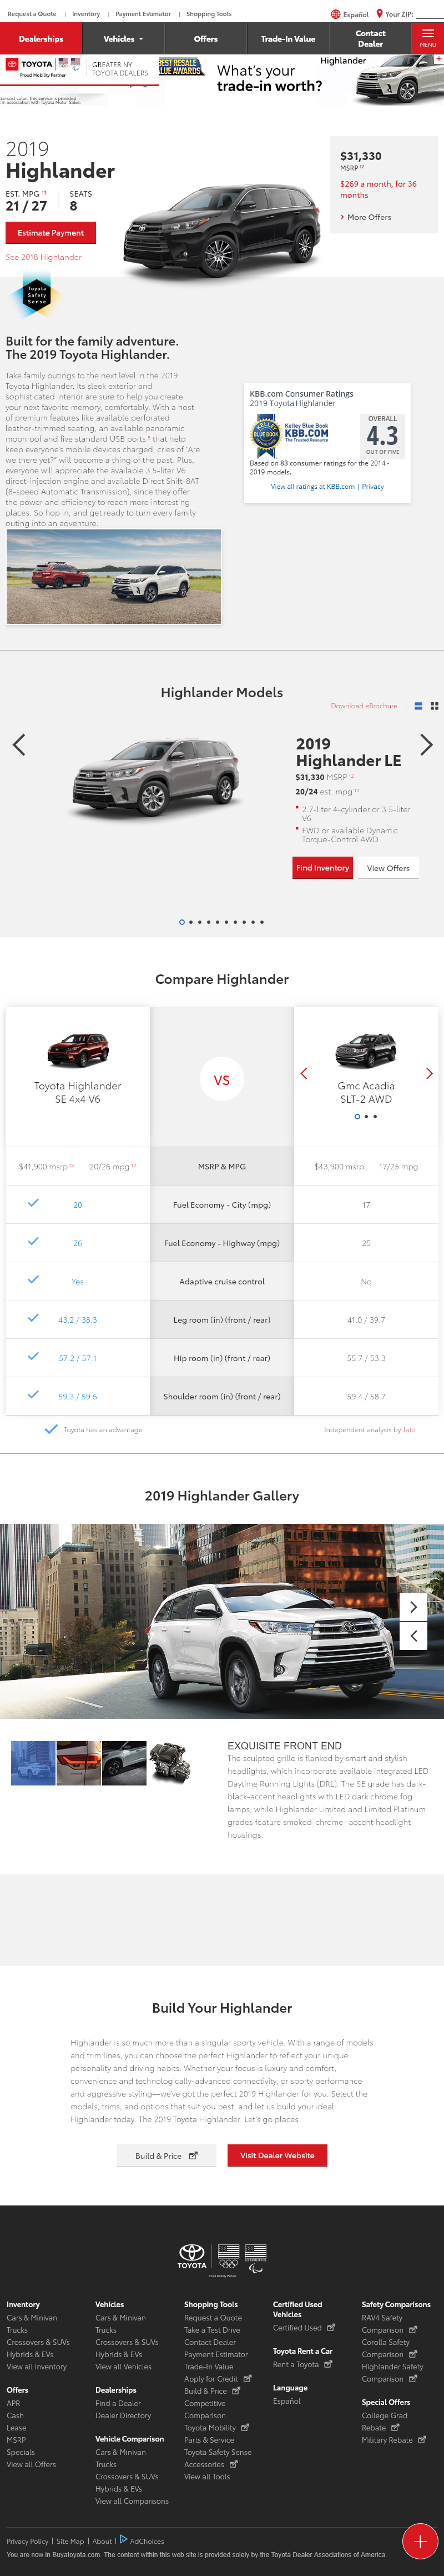 Request a Quote | Inventory | Payment Estimator | Shopping Tools
Español Your ZIP:
Dealerships Vehicles Offers Trade-In Value Contact Dealer MENU
TOYOTA
Proud Mobility Partner
GREATER NY
TOYOTA DEALERS
BEST RESALE
VALUE AWARDS
What's your
trade-in worth?
Highlander
ore-cost color. This service is provided
in association with Toyota Motor Sales.
2019
Highlander
EST. MPG 13 SEATS
21 / 27 8
Estimate Payment
See 2018 Highlander
$31,330
MSRP 12
$269 a month, for 36
months
More Offers
Toyota
Safety
Sense
Built for the family adventure.
The 2019 Toyota Highlander.
Take family outings to the next level in the 2019
Toyota Highlander. Its sleek exterior and
sophisticated interior are sure to help you create
your next favorite memory, comfortably. With a host
of premium features like available perforated
leather-trimmed seating, an available panoramic
moonroof and five standard USB ports 5 that help
keep everyone's mobile devices charged, cries of "Are
we there yet?" will become a thing of the past. Plus,
everyone will appreciate the available 3.5-liter V6
direct-injection engine and available Direct Shift-8AT
(8-speed Automatic Transmission), since they offer
the power and efficiency to reach more interesting
places. So hop in, and get ready to turn every family
outing into an adventure.
KBB.com Consumer Ratings
2019 Toyota Highlander
Kelley Blue Book
KBB.COM
The Trusted Resource
OVERALL
4.3
OUT OF FIVE
Based on 83 consumer ratings for the 2014 -
2019 models.
View all ratings at KBB.com | Privacy
Highlander Models
Download eBrochure
2019
Highlander LE
$31,330 MSRP 12
20/24 est. mpg 13
2.7-liter 4-cylinder or 3.5-liter
V6
FWD or available Dynamic
Torque-Control AWD
Find Inventory View Offers
Compare Highlander
Toyota Highlander
SE 4x4 V6
VS
Gmc Acadia
SLT-2 AWD
$41,900 msrp 12 20/26 mpg 13 MSRP & MPG $43,900 msrp 17/25 mpg
20 Fuel Economy - City (mpg) 17
26 Fuel Economy - Highway (mpg) 25
Yes Adaptive cruise control No
43.2 / 38.3 Leg room (in) (front / rear) 41.0 / 39.7
57.2 / 57.1 Hip room (in) (front / rear) 55.7 / 53.3
59.3 / 59.6 Shoulder room (in) (front / rear) 59.4 / 58.7
Toyota has an advantage Independent analysis by Jato
2019 Highlander Gallery
EXQUISITE FRONT END
The sculpted grille is flanked by smart and stylish
headlights, which incorporate available integrated LED
Daytime Running Lights (DRL). The SE grade has dark-
black-accent headlights with LED dark chrome fog
lamps, while Highlander Limited and Limited Platinum
grades feature smoked-chrome- accent headlight
housings.
Build Your Highlander
Highlander is so much more than a singular sporty vehicle. With a range of models
and trim lines, you can choose the perfect Highlander to reflect your unique
personality and driving habits. Whether your focus is luxury and comfort,
convenience and technologically-advanced connectivity, or sporty performance
and aggressive styling—we've got the perfect 2019 Highlander for you. Select the
models, trims, and options that suit you best, and let us build your ideal
Highlander today. The 2019 Toyota Highlander. Let's go places.
Build & Price Visit Dealer Website
TOYOTA
Proud Mobility Partner
Inventory
Cars & Minivan
Trucks
Crossovers & SUVs
Hybrids & EVs
View all Inventory
Offers
APR
Cash
Lease
MSRP
Specials
View all Offers
Vehicles
Cars & Minivan
Trucks
Crossovers & SUVs
Hybrids & EVs
View all Vehicles
Dealerships
Find a Dealer
Dealer Directory
Vehicle Comparison
Cars & Minivan
Trucks
Crossovers & SUVs
Hybrids & EVs
View all Comparisons
Shopping Tools
Request a Quote
Take a Test Drive
Contact Dealer
Payment Estimator
Trade-In Value
Apply for Credit
Build & Price
Competitive
Comparison
Toyota Mobility
Parts & Service
Toyota Safety Sense
Accessories
View all Tools
Certified Used
Vehicles
Certified Used
Toyota Rent a Car
Rent a Toyota
Language
Español
Safety Comparisons
RAV4 Safety
Comparison
Corolla Safety
Comparison
Highlander Safety
Comparison
Special Offers
College Grad
Rebate
Military Rebate
Privacy Policy | Site Map | About | AdChoices
You are now in Buyatoyota.com. The content within this web site is provided solely by the Toyota Dealer Associations of America.